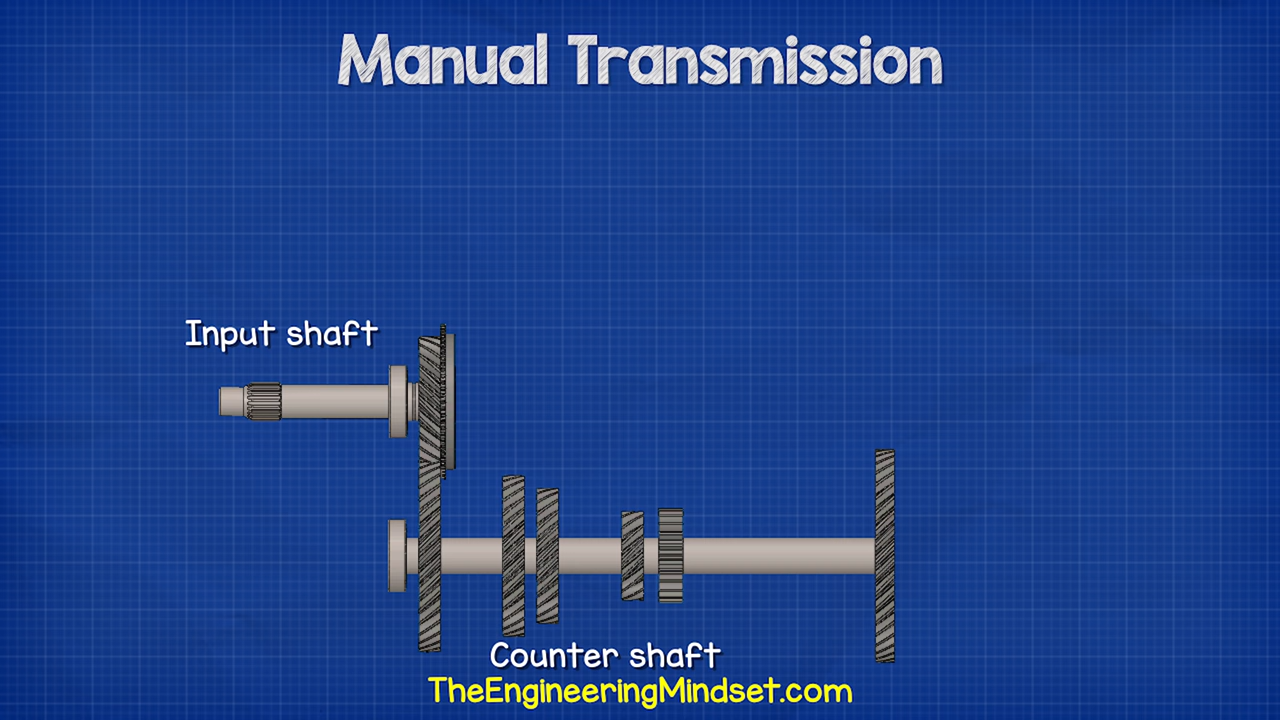 Manual Transmission
Input shaft
Counter shaft
TheEngineeringMindset.com